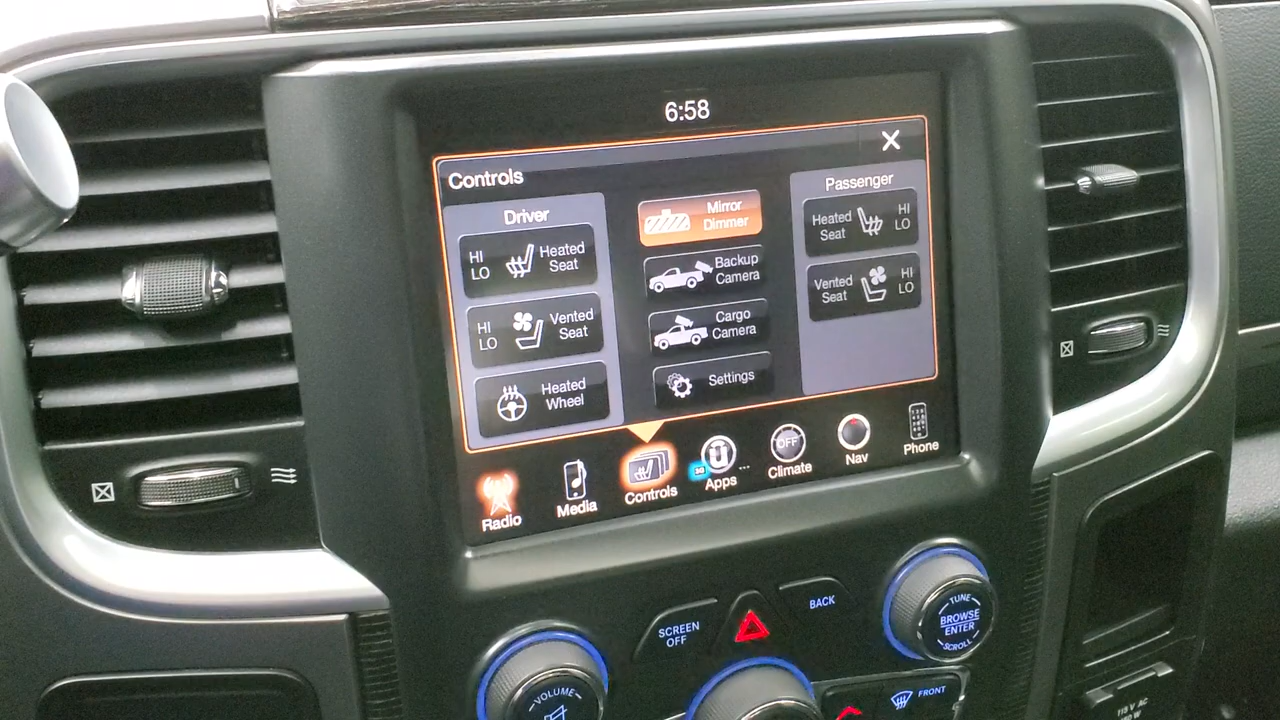 6:58
Controls
Driver
HI
LO
Heated
Seat
HI
LO
Vented
Seat
Heated
Wheel
Mirror
Dimmer
Backup
Camera
Cargo
Camera
Settings
Passenger
Heated
Seat
HI
LO
Vented
Seat
HI
LO
Radio
Media
Controls
3G
Apps
OFF
Climate
Nav
Phone
SCREEN
OFF
BACK
VOLUME
TUNE
BROWSE
ENTER
SCROLL
FRONT
115 V AC